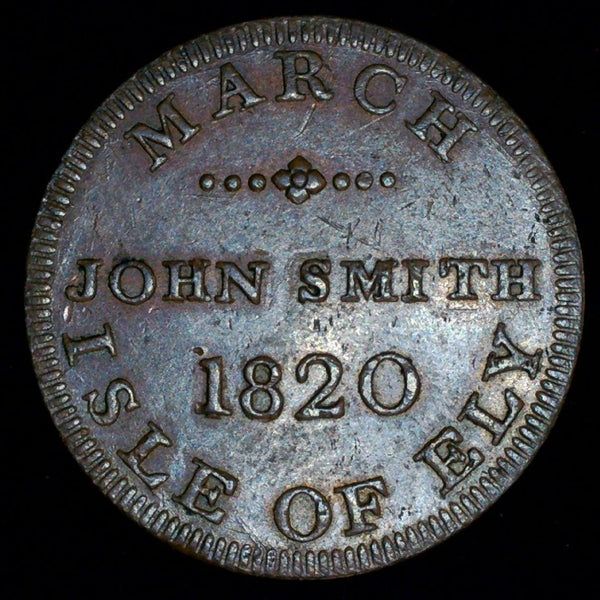 MARCH
JOHN SMITH
1820
ISLE OF ELY